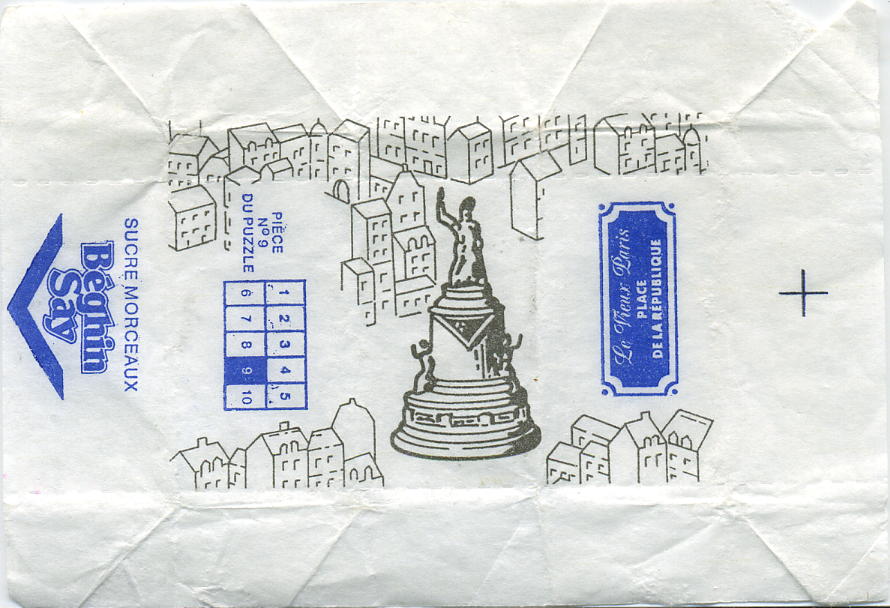 SUCRE MORCEAUX
Béghin
Say
PIÈCE
Nº 9
DU PUZZLE
1 2 3 4 5
6 7 8 9 10
Le Vieux Paris
PLACE
DE LA RÉPUBLIQUE